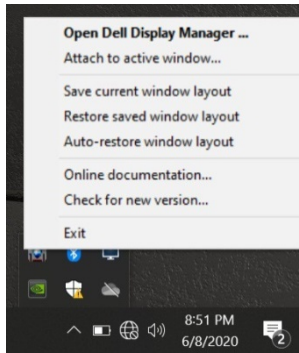 Open Dell Display Manager ...
Attach to active window...
Save current window layout
Restore saved window layout
Auto-restore window layout
Online documentation...
Check for new version...
Exit
8:51 PM
6/8/2020
2